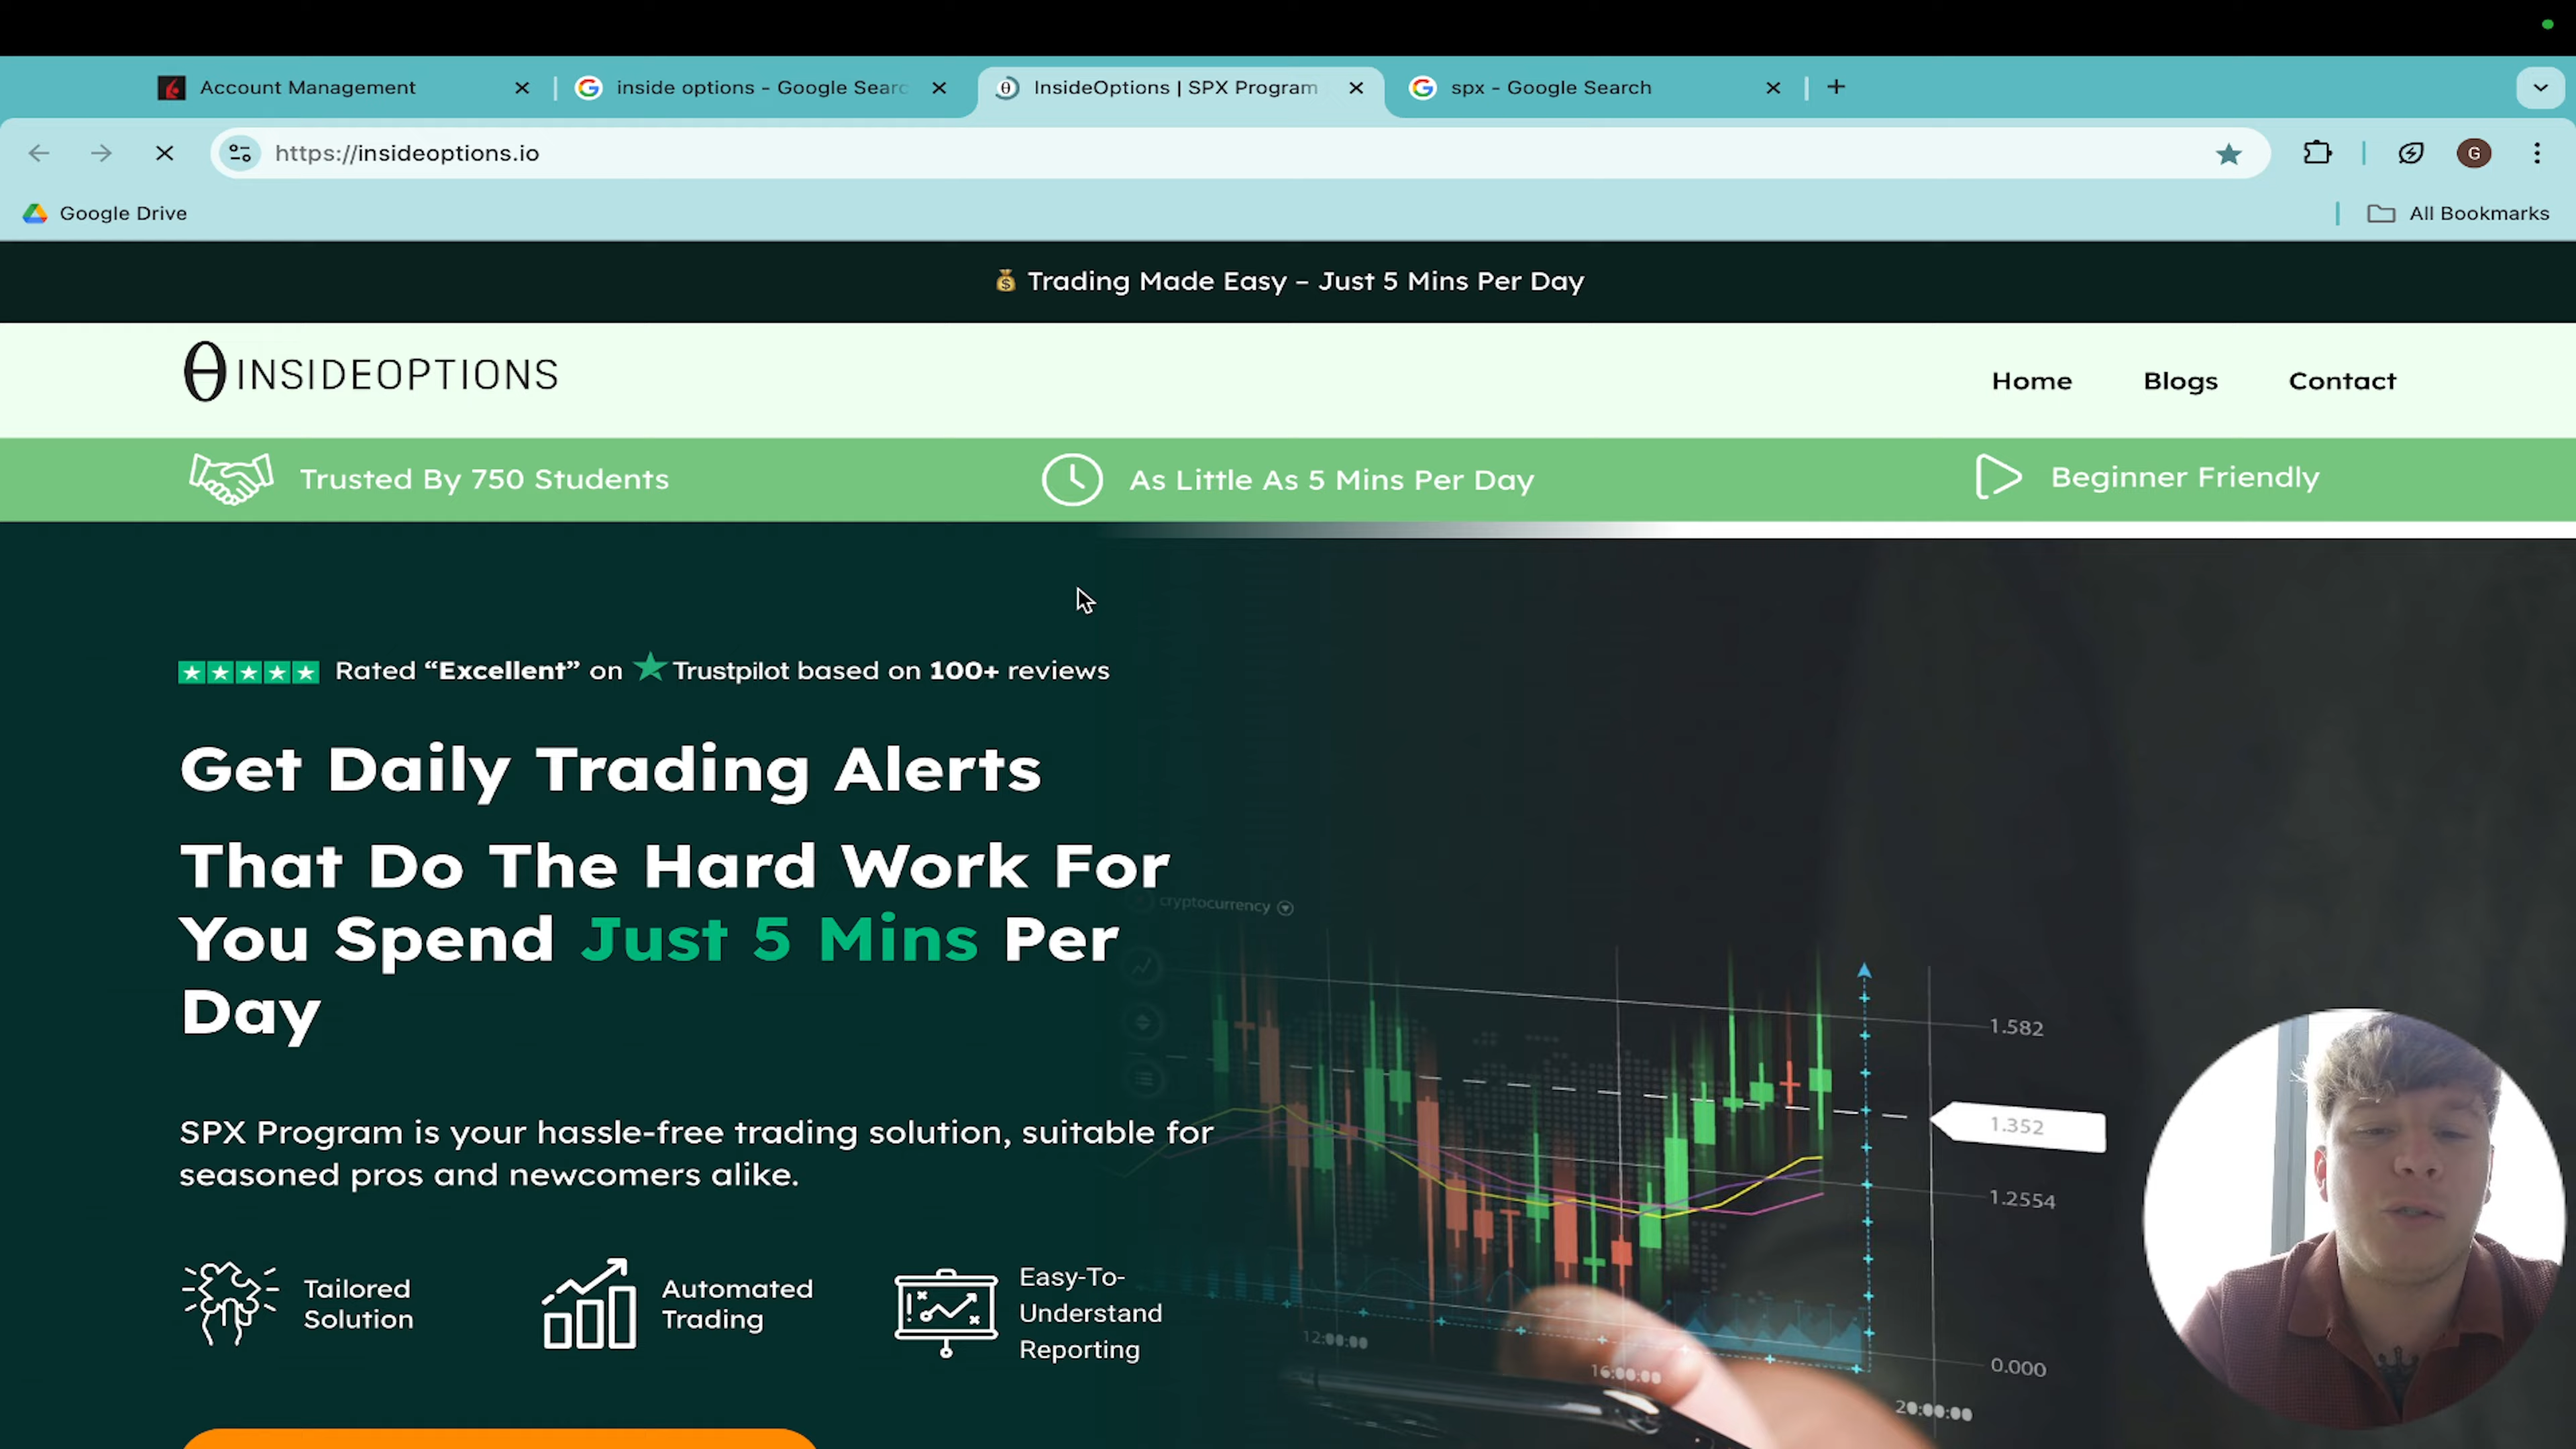 Account Management
inside options - Google Searc
InsideOptions | SPX Program
spx - Google Search
https://insideoptions.io
G
Google Drive
All Bookmarks
Trading Made Easy – Just 5 Mins Per Day
INSIDEOPTIONS
Home
Blogs
Contact
Trusted By 750 Students
As Little As 5 Mins Per Day
Beginner Friendly
Rated “Excellent” on Trustpilot based on 100+ reviews
Get Daily Trading Alerts
That Do The Hard Work For
You Spend Just 5 Mins Per
Day
cryptocurrency
1.582
1.352
1.2554
0.000
12:00:00
16:00:00
20:00:00
SPX Program is your hassle-free trading solution, suitable for
seasoned pros and newcomers alike.
Tailored
Solution
Automated
Trading
Easy-To-
Understand
Reporting